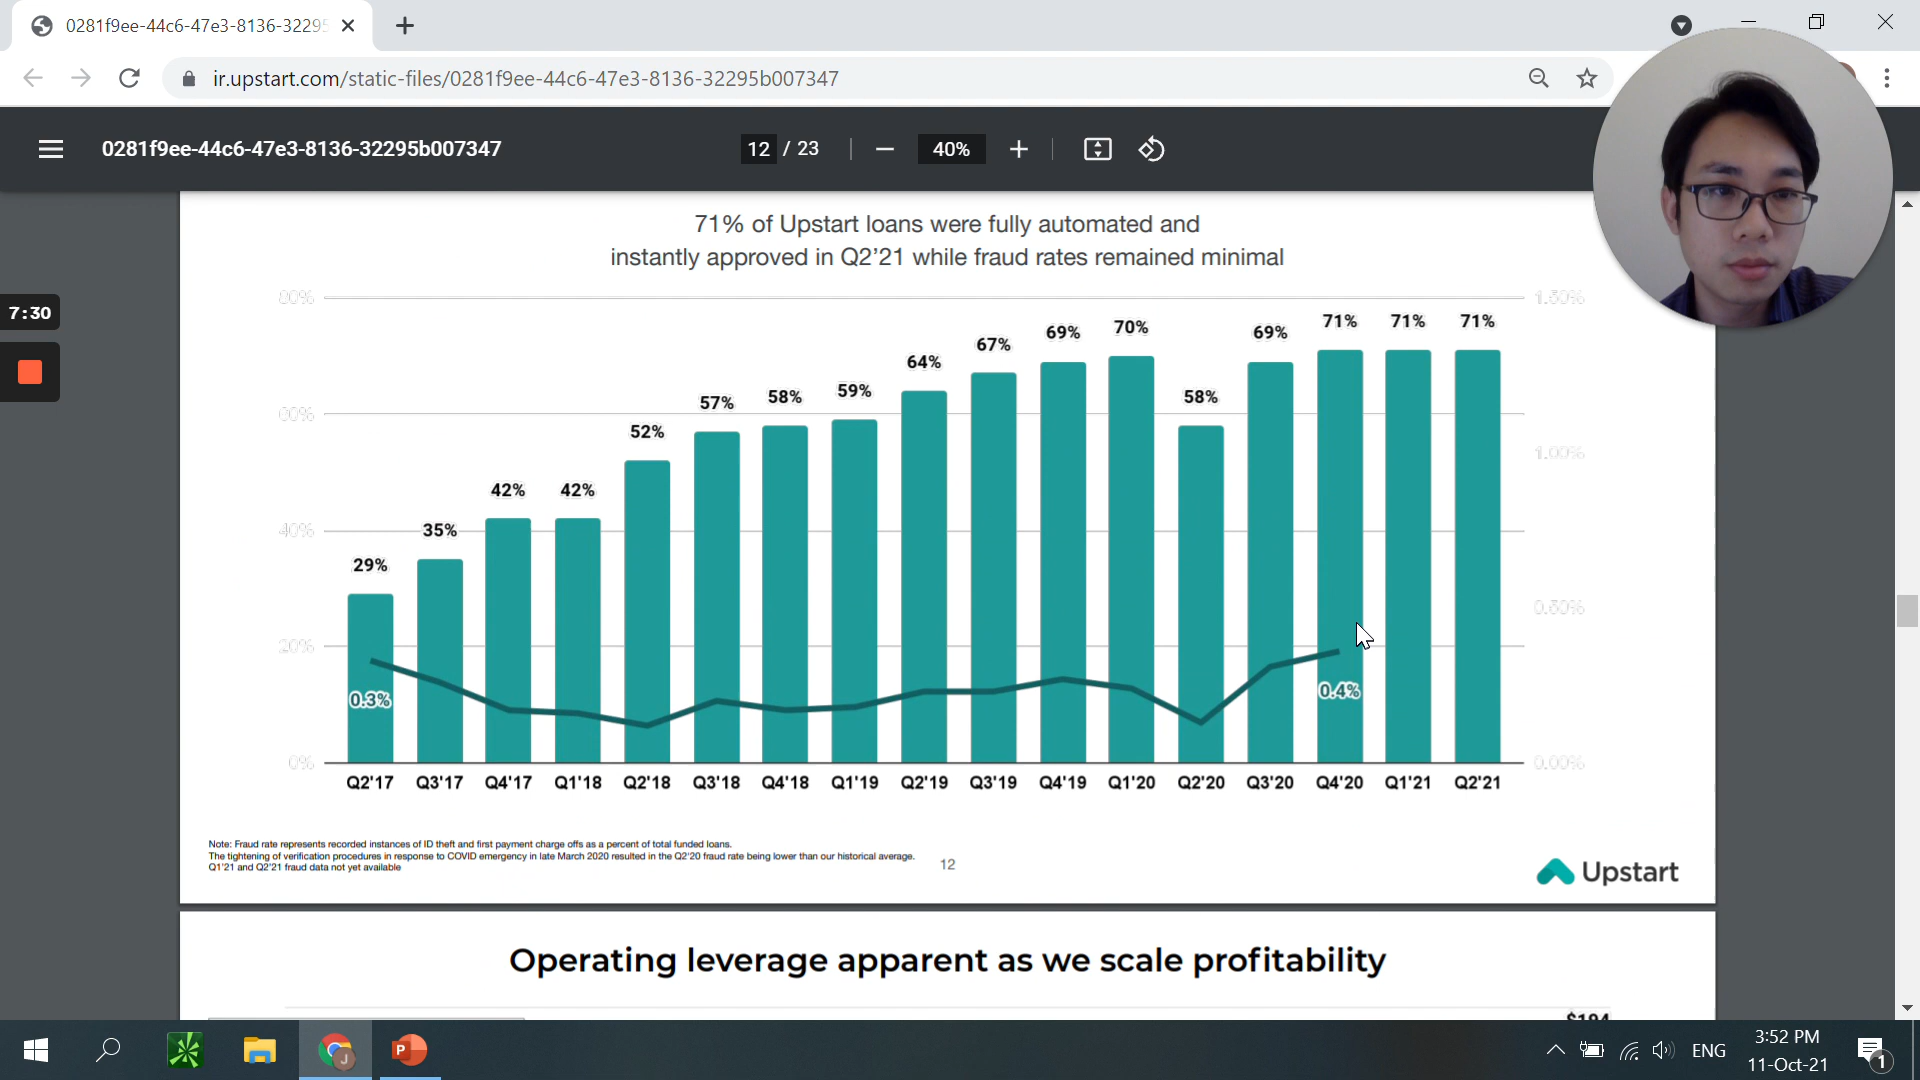 0281f9ee-44c6-47e3-8136-3229
ir.upstart.com/static-files/0281f9ee-44c6-47e3-8136-32295b007347
0281f9ee-44c6-47e3-8136-32295b007347
12 / 23
40%
7:30
71% of Upstart loans were fully automated and
instantly approved in Q2'21 while fraud rates remained minimal
1.00%
40%
20%
0%
0.00%
29%
35%
42%
42%
52%
57%
58%
59%
64%
67%
69%
70%
58%
69%
71%
71%
71%
0.3%
0.4%
Q2'17 Q3'17 Q4'17 Q1'18 Q2'18 Q3'18 Q4'18 Q1'19 Q2'19 Q3'19 Q4'19 Q1'20 Q2'20 Q3'20 Q4'20 Q1'21 Q2'21
Note: Fraud rate represents recorded instances of ID theft and first payment charge offs as a percent of total funded loans.
The tightening of verification procedures in response to COVID emergency in late March 2020 resulted in the Q2'20 fraud rate being lower than our historical average.
Q1'21 and Q2'21 fraud data not yet available
12
Upstart
Operating leverage apparent as we scale profitability
$194
J
P
ENG
3:52 PM
11-Oct-21
1